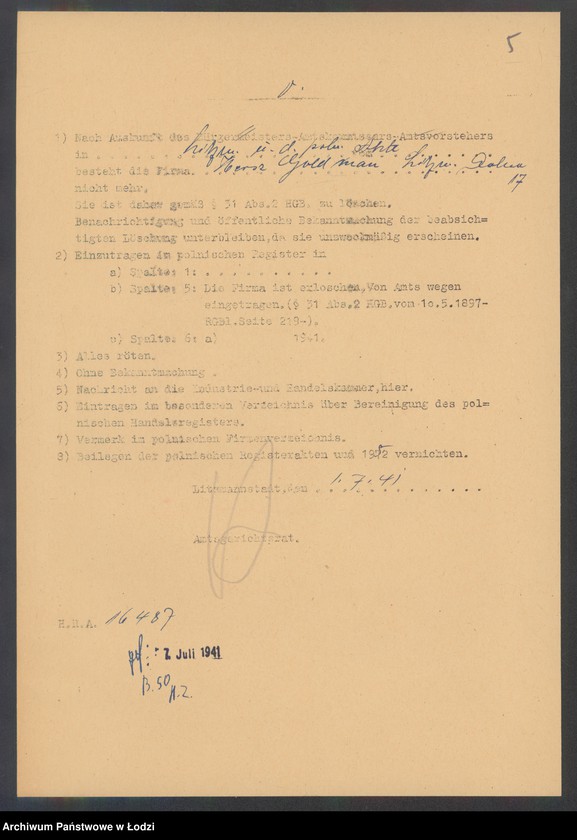 5
V.
1) Nach Auskunft des Bürgermeisters-Amtskommissars-Amtsvorstehers
in . . . Litzm. u. d. poln. Akte
besteht die Firma. Hersz Goldman Litzm. Dolna 17
nicht mehr.
Sie ist daher gemäß § 31 Abs.2 HGB. zu löschen.
Benachrichtigung und öffentliche Bekanntmachung der beabsich=
tigten Löschung unterbleiben,da sie unzweckmäßig erscheinen.
2) Einzutragen im polnischen Register in
a) Spalte: 1: . . . . . . . . . .
b) Spalte: 5: Die Firma ist erloschen.Von Amts wegen
eingetragen.(§ 31 Abs.2 HGB.vom 10.5.1897-
RGBl.Seite 219-).
c) Spalte: 6: a) 1941.
3) Alles röten.
4) Ohne Bekanntmachung .
5) Nachricht an die Industrie-und Handelskammer,hier.
6) Eintragen im besonderen Verzeichnis über Bereinigung des pol=
nischen Handelsregisters.
7) Vermerk im polnischen Firmenverzeichnis.
8) Beilegen der polnischen Registerakten und 1952 vernichten.
Litzmannstadt,den . 1.7.41 . . . . . .
Amtsgerichtsrat.
H.R.A. 16487
7. Juli 1941
B.50
Archiwum Państwowe w Łodzi